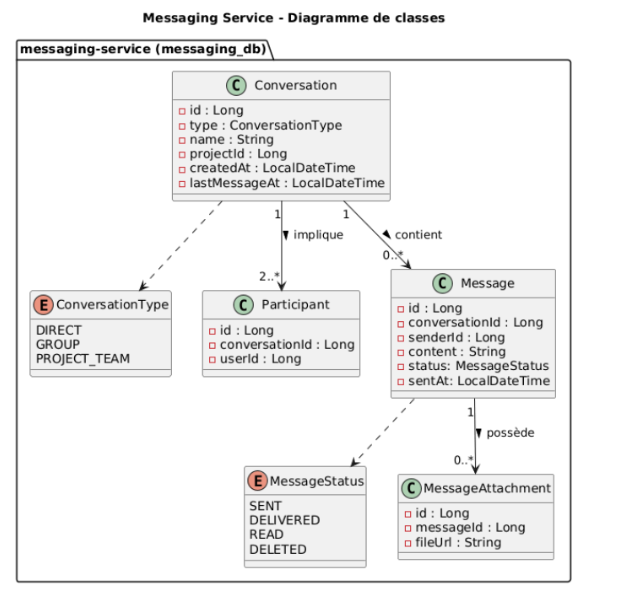 Messaging Service - Diagramme de classes
messaging-service (messaging_db)
C Conversation
id : Long
type : ConversationType
name : String
projectId : Long
createdAt : LocalDateTime
lastMessageAt : LocalDateTime
1
implique
2..*
1
contient
0..*
E ConversationType
DIRECT
GROUP
PROJECT_TEAM
C Participant
id : Long
conversationId : Long
userId : Long
C Message
id : Long
conversationId : Long
senderId : Long
content : String
status: MessageStatus
sentAt: LocalDateTime
1
possède
0..*
E MessageStatus
SENT
DELIVERED
READ
DELETED
C MessageAttachment
id : Long
messageId : Long
fileUrl : String